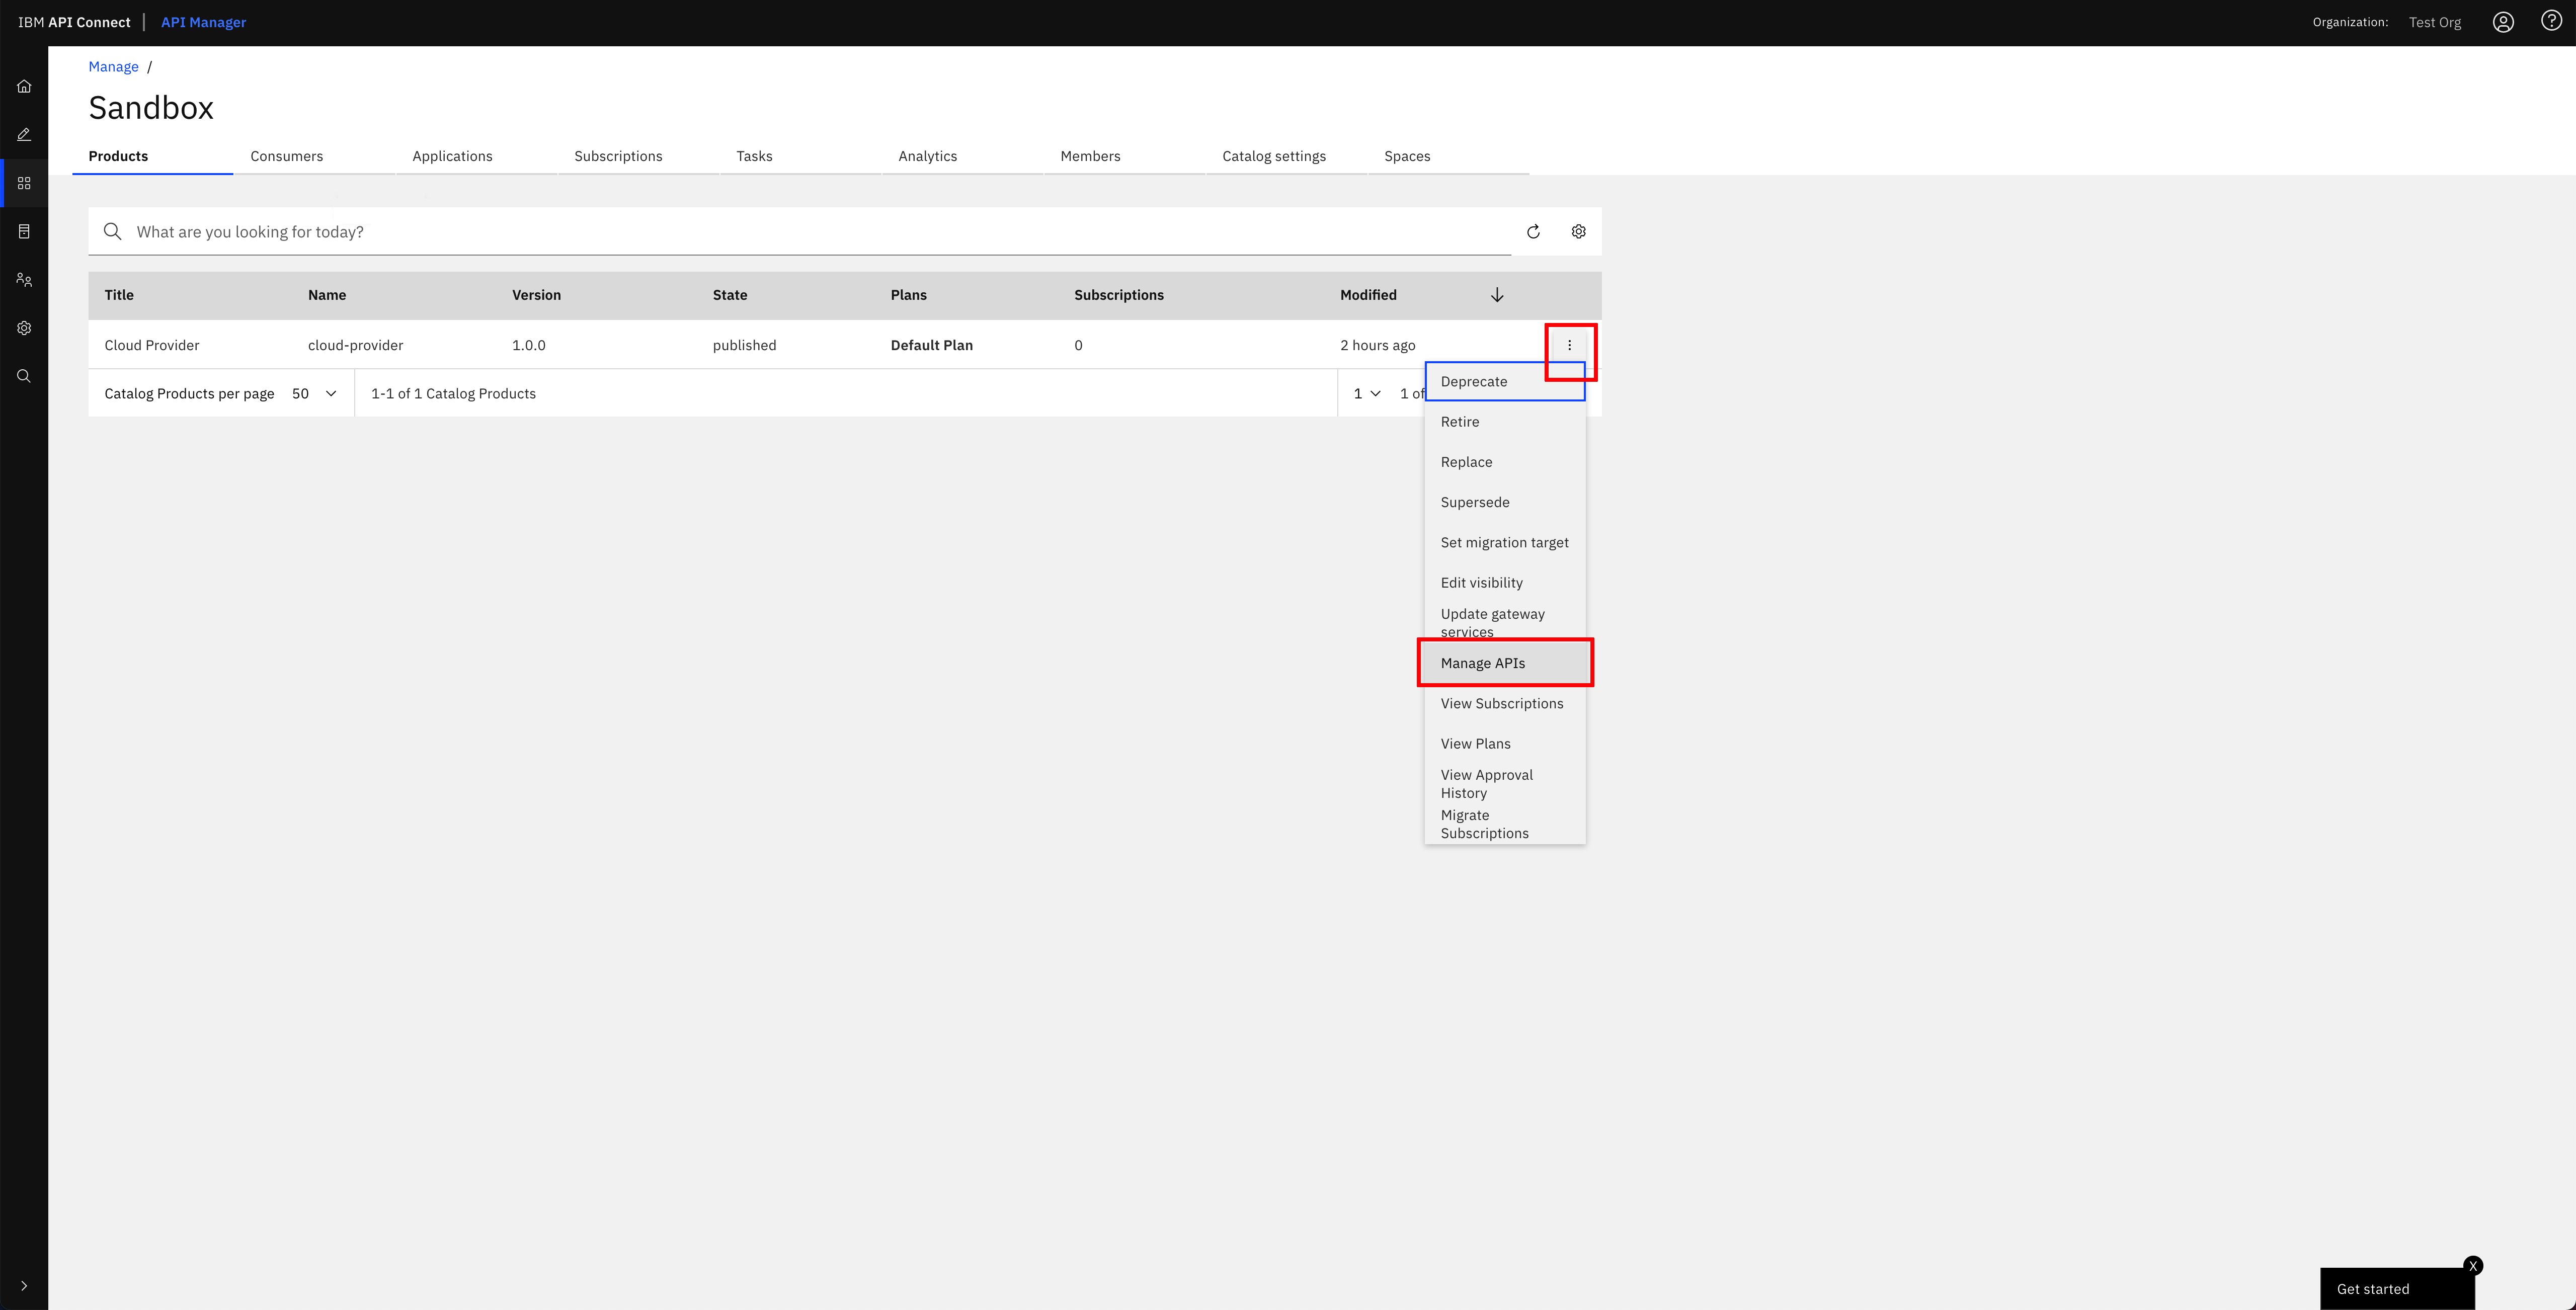 IBM API Connect | API Manager
Organization: Test Org
Manage /
Sandbox
Products Consumers Applications Subscriptions Tasks Analytics Members Catalog settings Spaces
What are you looking for today?
Title Name Version State Plans Subscriptions Modified
Cloud Provider cloud-provider 1.0.0 published Default Plan 0 2 hours ago
Catalog Products per page 50 1-1 of 1 Catalog Products 1 1 of
Deprecate
Retire
Replace
Supersede
Set migration target
Edit visibility
Update gateway
services
Manage APIs
View Subscriptions
View Plans
View Approval
History
Migrate
Subscriptions
X
Get started